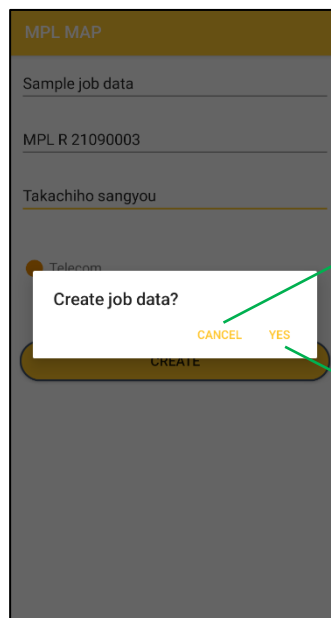 MPL MAP
Sample job data
MPL R 21090003
Takachiho sangyou
Telecom
Create job data?
CANCEL YES
CREATE